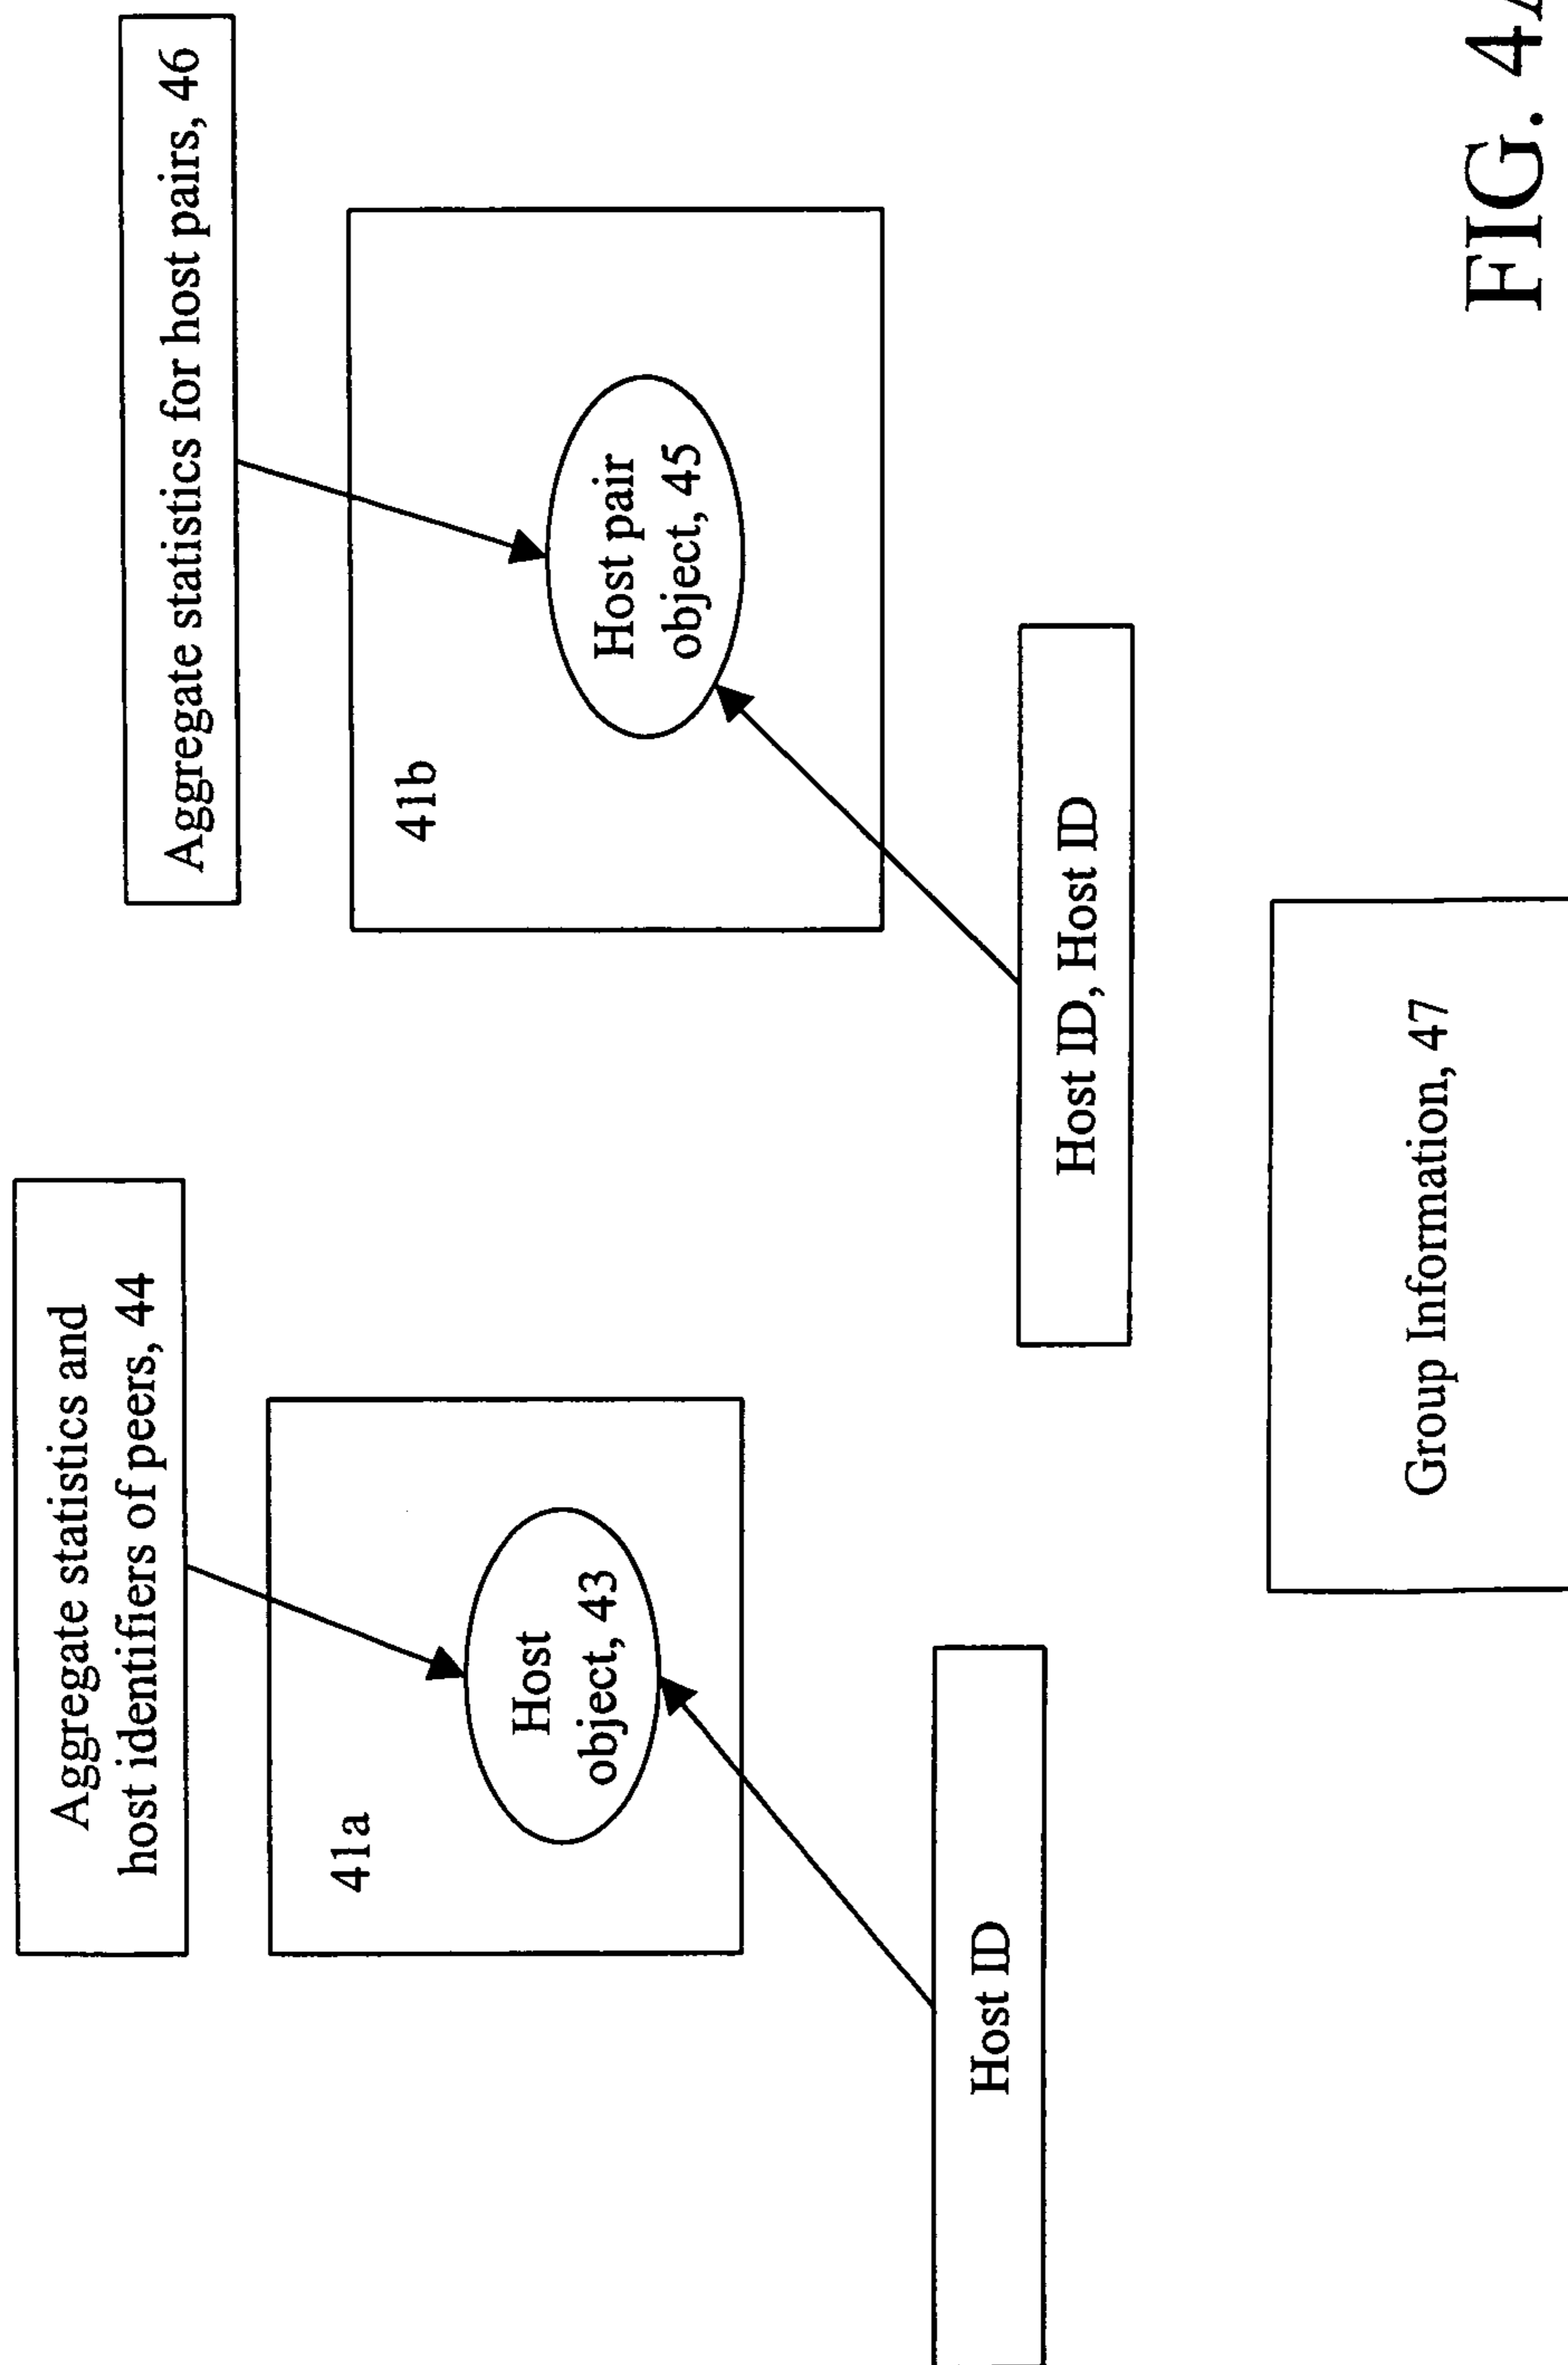 Aggregate statistics and
host identifiers of peers, 44
Aggregate statistics for host pairs, 46
41a
41b
Host
object, 43
Host pair
object, 45
Host ID
Host ID, Host ID
Group Information, 47
FIG. 4